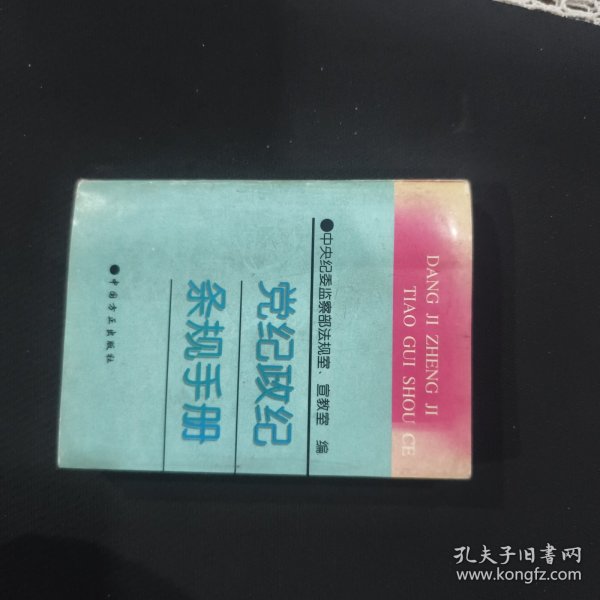 DANG JI ZHENG JI
TIAO GUI SHOU CE
●中央纪委监察部法规室、宣教室 编
党纪政纪
条规手册
●中国方正出版社
孔夫子旧书网
www.kongfz.com